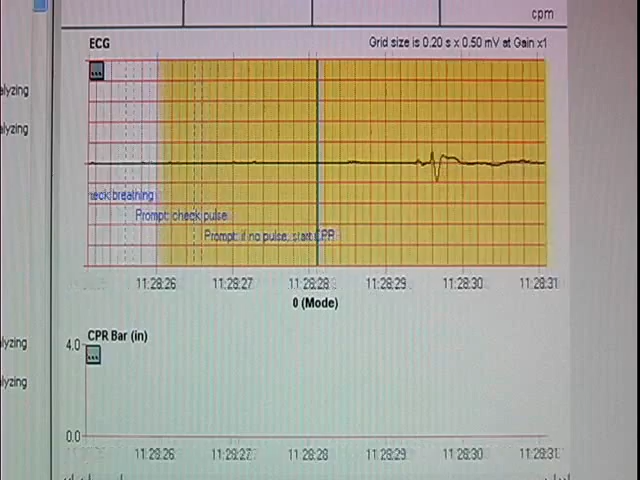 cpm
ECG
Grid size is 0.20 s x 0.50 mV at Gain x1
alyzing
alyzing
heck breathing
Prompt: check pulse
Prompt: if no pulse, start CPR
11:28:26 11:28:27 11:28:28 11:28:29 11:28:30 11:28:31
0 (Mode)
CPR Bar (in)
alyzing
4.0
alyzing
0.0
11:28:26 11:28:27 11:28:28 11:28:29 11:28:30 11:28:31